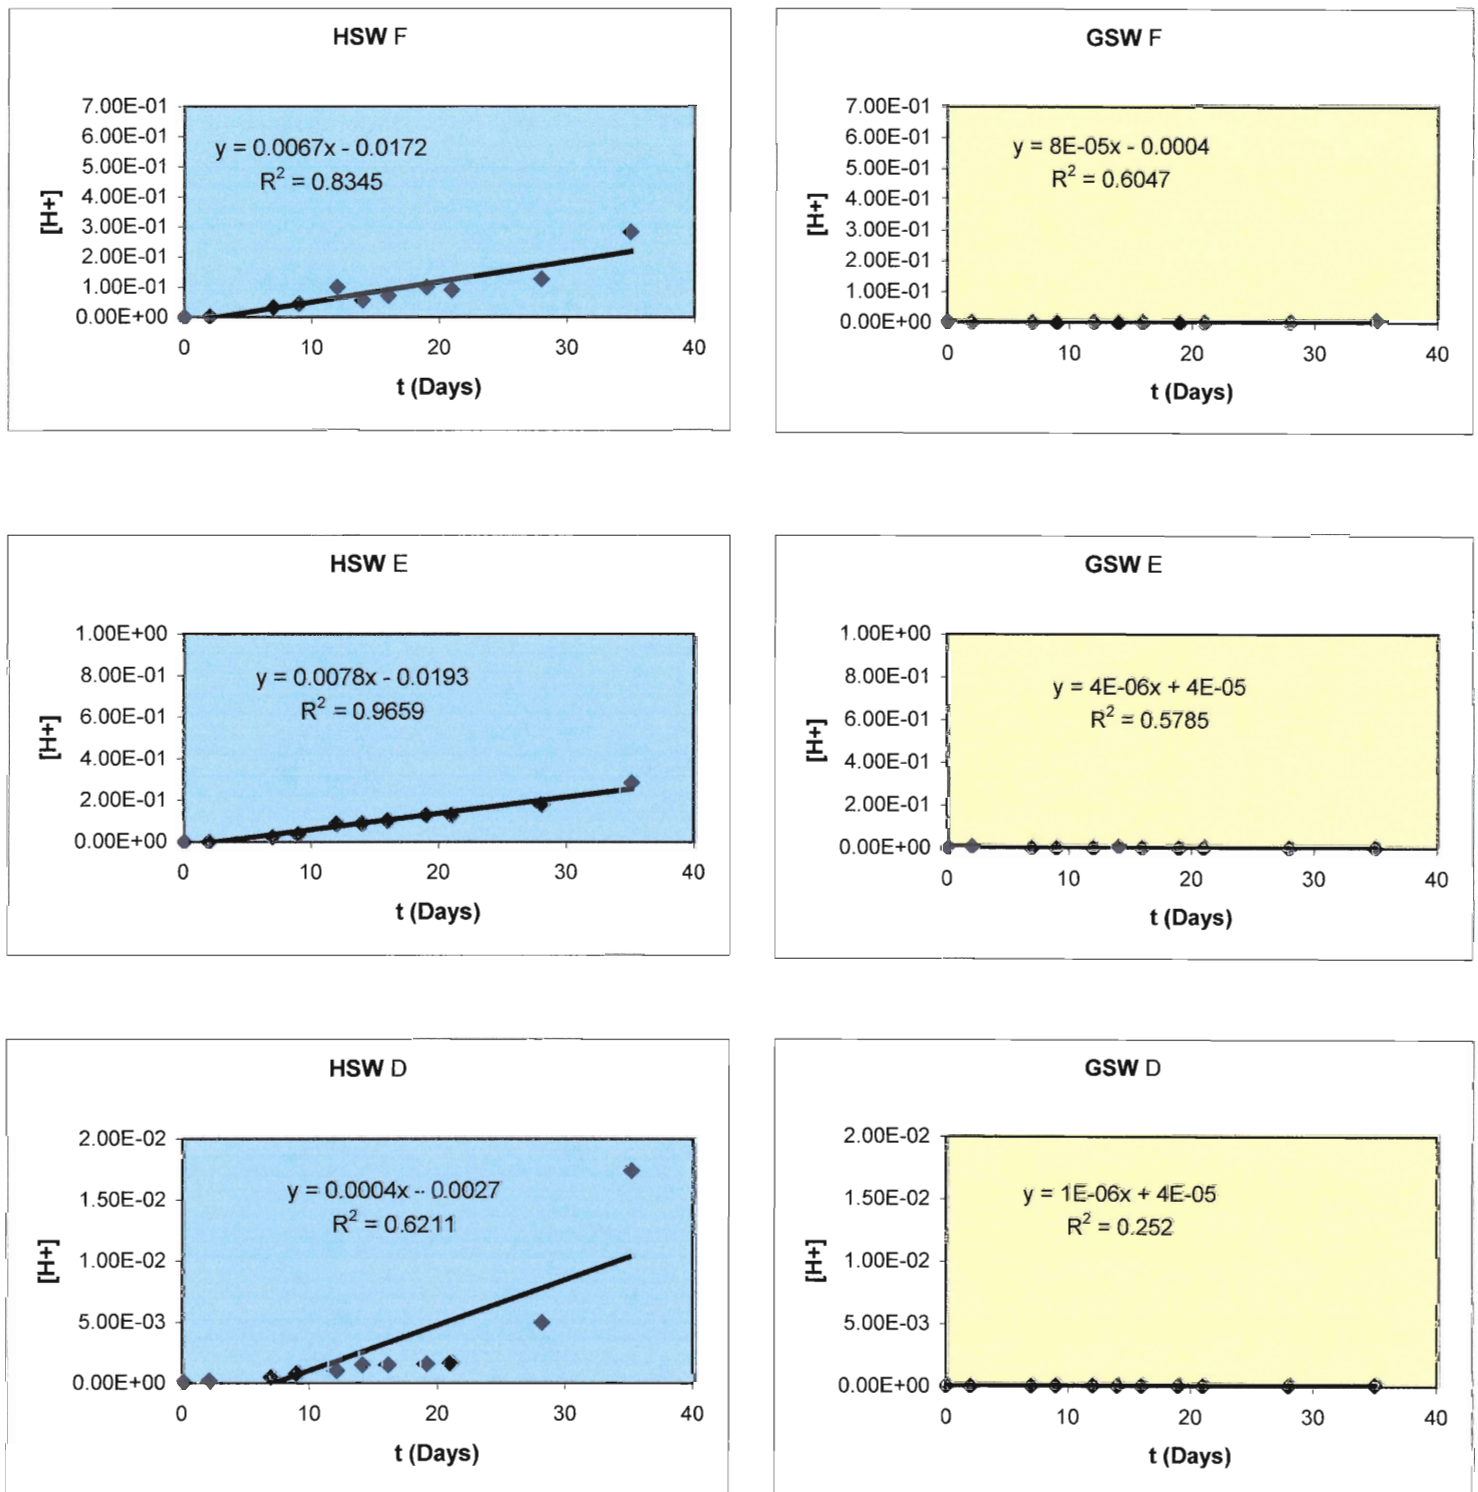 HSW F
7.00E-01
6.00E-01
5.00E-01
4.00E-01
3.00E-01
2.00E-01
1.00E-01
0.00E+00
[H+]
y = 0.0067x - 0.0172
R² = 0.8345
0 10 20 30 40
t (Days)
GSW F
7.00E-01
6.00E-01
5.00E-01
4.00E-01
3.00E-01
2.00E-01
1.00E-01
0.00E+00
[H+]
y = 8E-05x - 0.0004
R² = 0.6047
0 10 20 30 40
t (Days)
HSW E
1.00E+00
8.00E-01
6.00E-01
4.00E-01
2.00E-01
0.00E+00
[H+]
y = 0.0078x - 0.0193
R² = 0.9659
0 10 20 30 40
t (Days)
GSW E
1.00E+00
8.00E-01
6.00E-01
4.00E-01
2.00E-01
0.00E+00
[H+]
y = 4E-06x + 4E-05
R² = 0.5785
0 10 20 30 40
t (Days)
HSW D
2.00E-02
1.50E-02
1.00E-02
5.00E-03
0.00E+00
[H+]
y = 0.0004x - 0.0027
R² = 0.6211
0 10 20 30 40
t (Days)
GSW D
2.00E-02
1.50E-02
1.00E-02
5.00E-03
0.00E+00
[H+]
y = 1E-06x + 4E-05
R² = 0.252
0 10 20 30 40
t (Days)